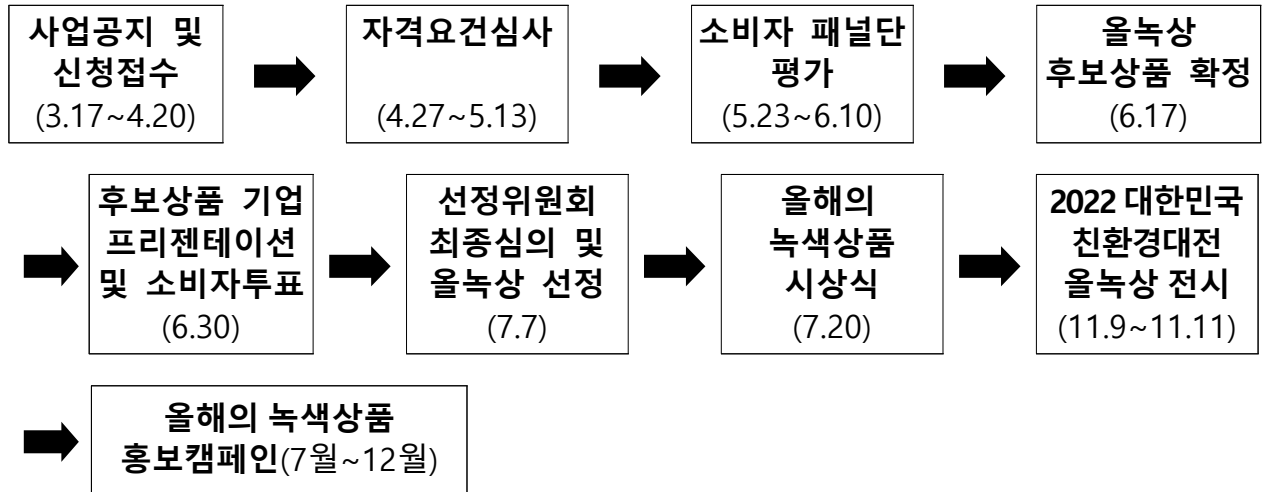 사업공지 및
신청접수
(3.17~4.20)
자격요건심사
(4.27~5.13)
소비자 패널단
평가
(5.23~6.10)
올녹상
후보상품 확정
(6.17)
후보상품 기업
프리젠테이션
및 소비자투표
(6.30)
선정위원회
최종심의 및
올녹상 선정
(7.7)
올해의
녹색상품
시상식
(7.20)
2022 대한민국
친환경대전
올녹상 전시
(11.9~11.11)
올해의 녹색상품
홍보캠페인(7월~12월)